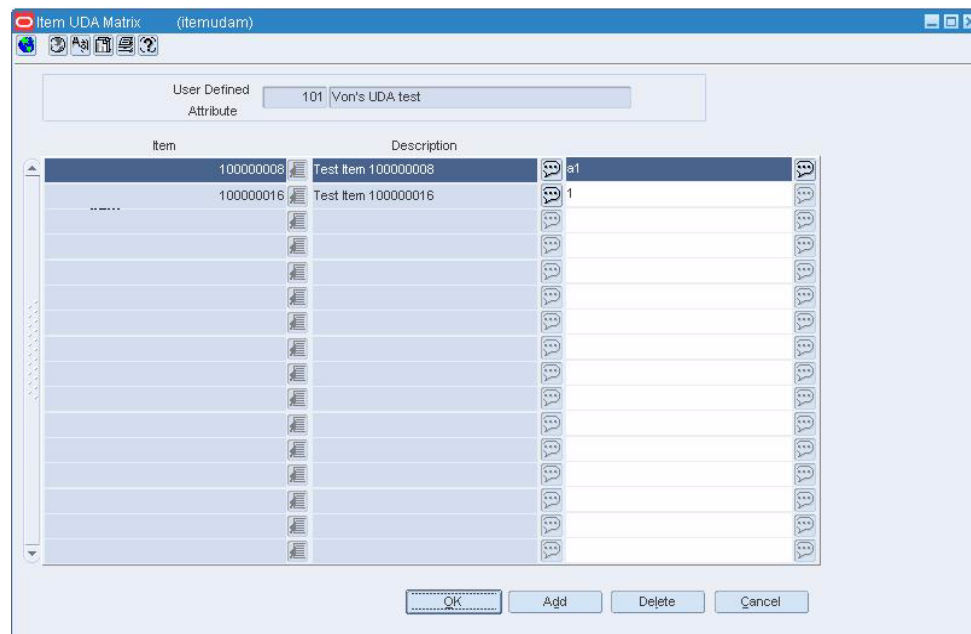 Item UDA Matrix (itemudam)
User Defined Attribute 101 Von's UDA test
Item Description
100000008 Test Item 100000008 a1
100000016 Test Item 100000016 1
OK Add Delete Cancel